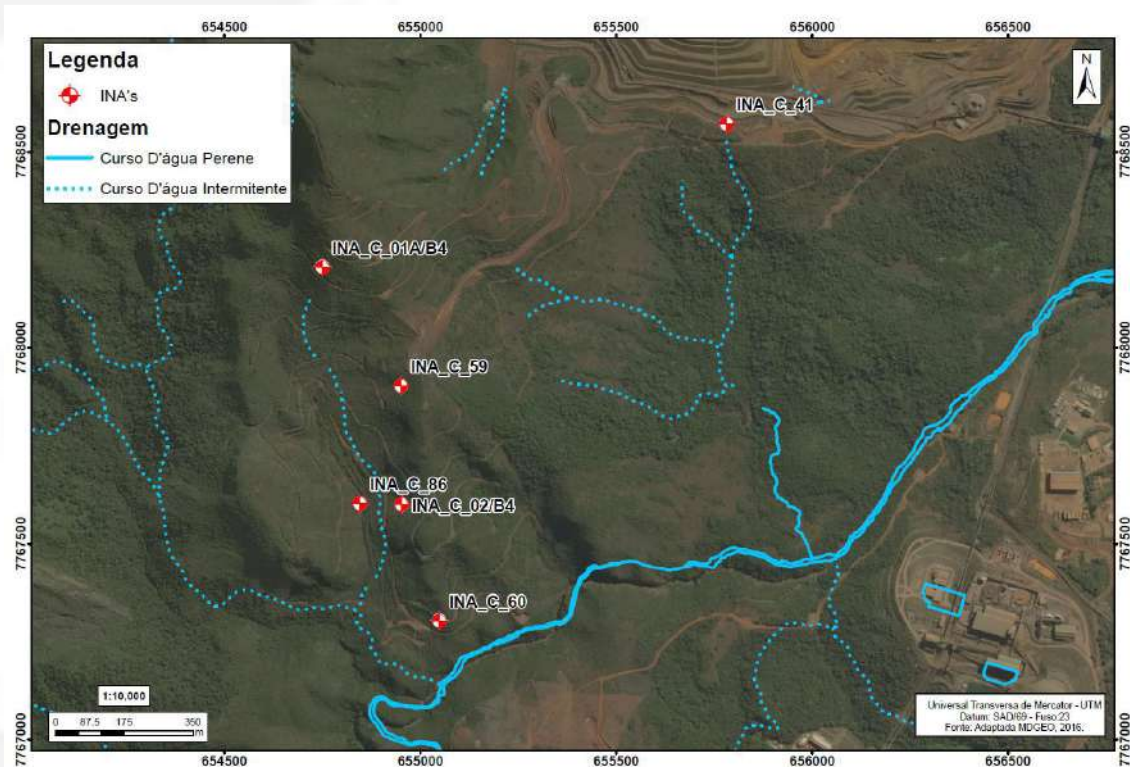 654500 655000 655500 656000 656500
Legenda
INA's
Drenagem
Curso D'água Perene
Curso D'água Intermitente
N
INA_C_41
7768500 7768500
INA_C_01A/B4
7768000 7768000
INA_C_59
INA_C_86
INA_C_02/B4
7767500 7767500
INA_C_60
1:10,000
0 87,5 175 350
m
Universal Transversa de Mercator - UTM
Datum: SAD/69 - Fuso:23
Fonte: Adaptada MDGEO, 2016.
7767000 7767000
654500 655000 655500 656000 656500